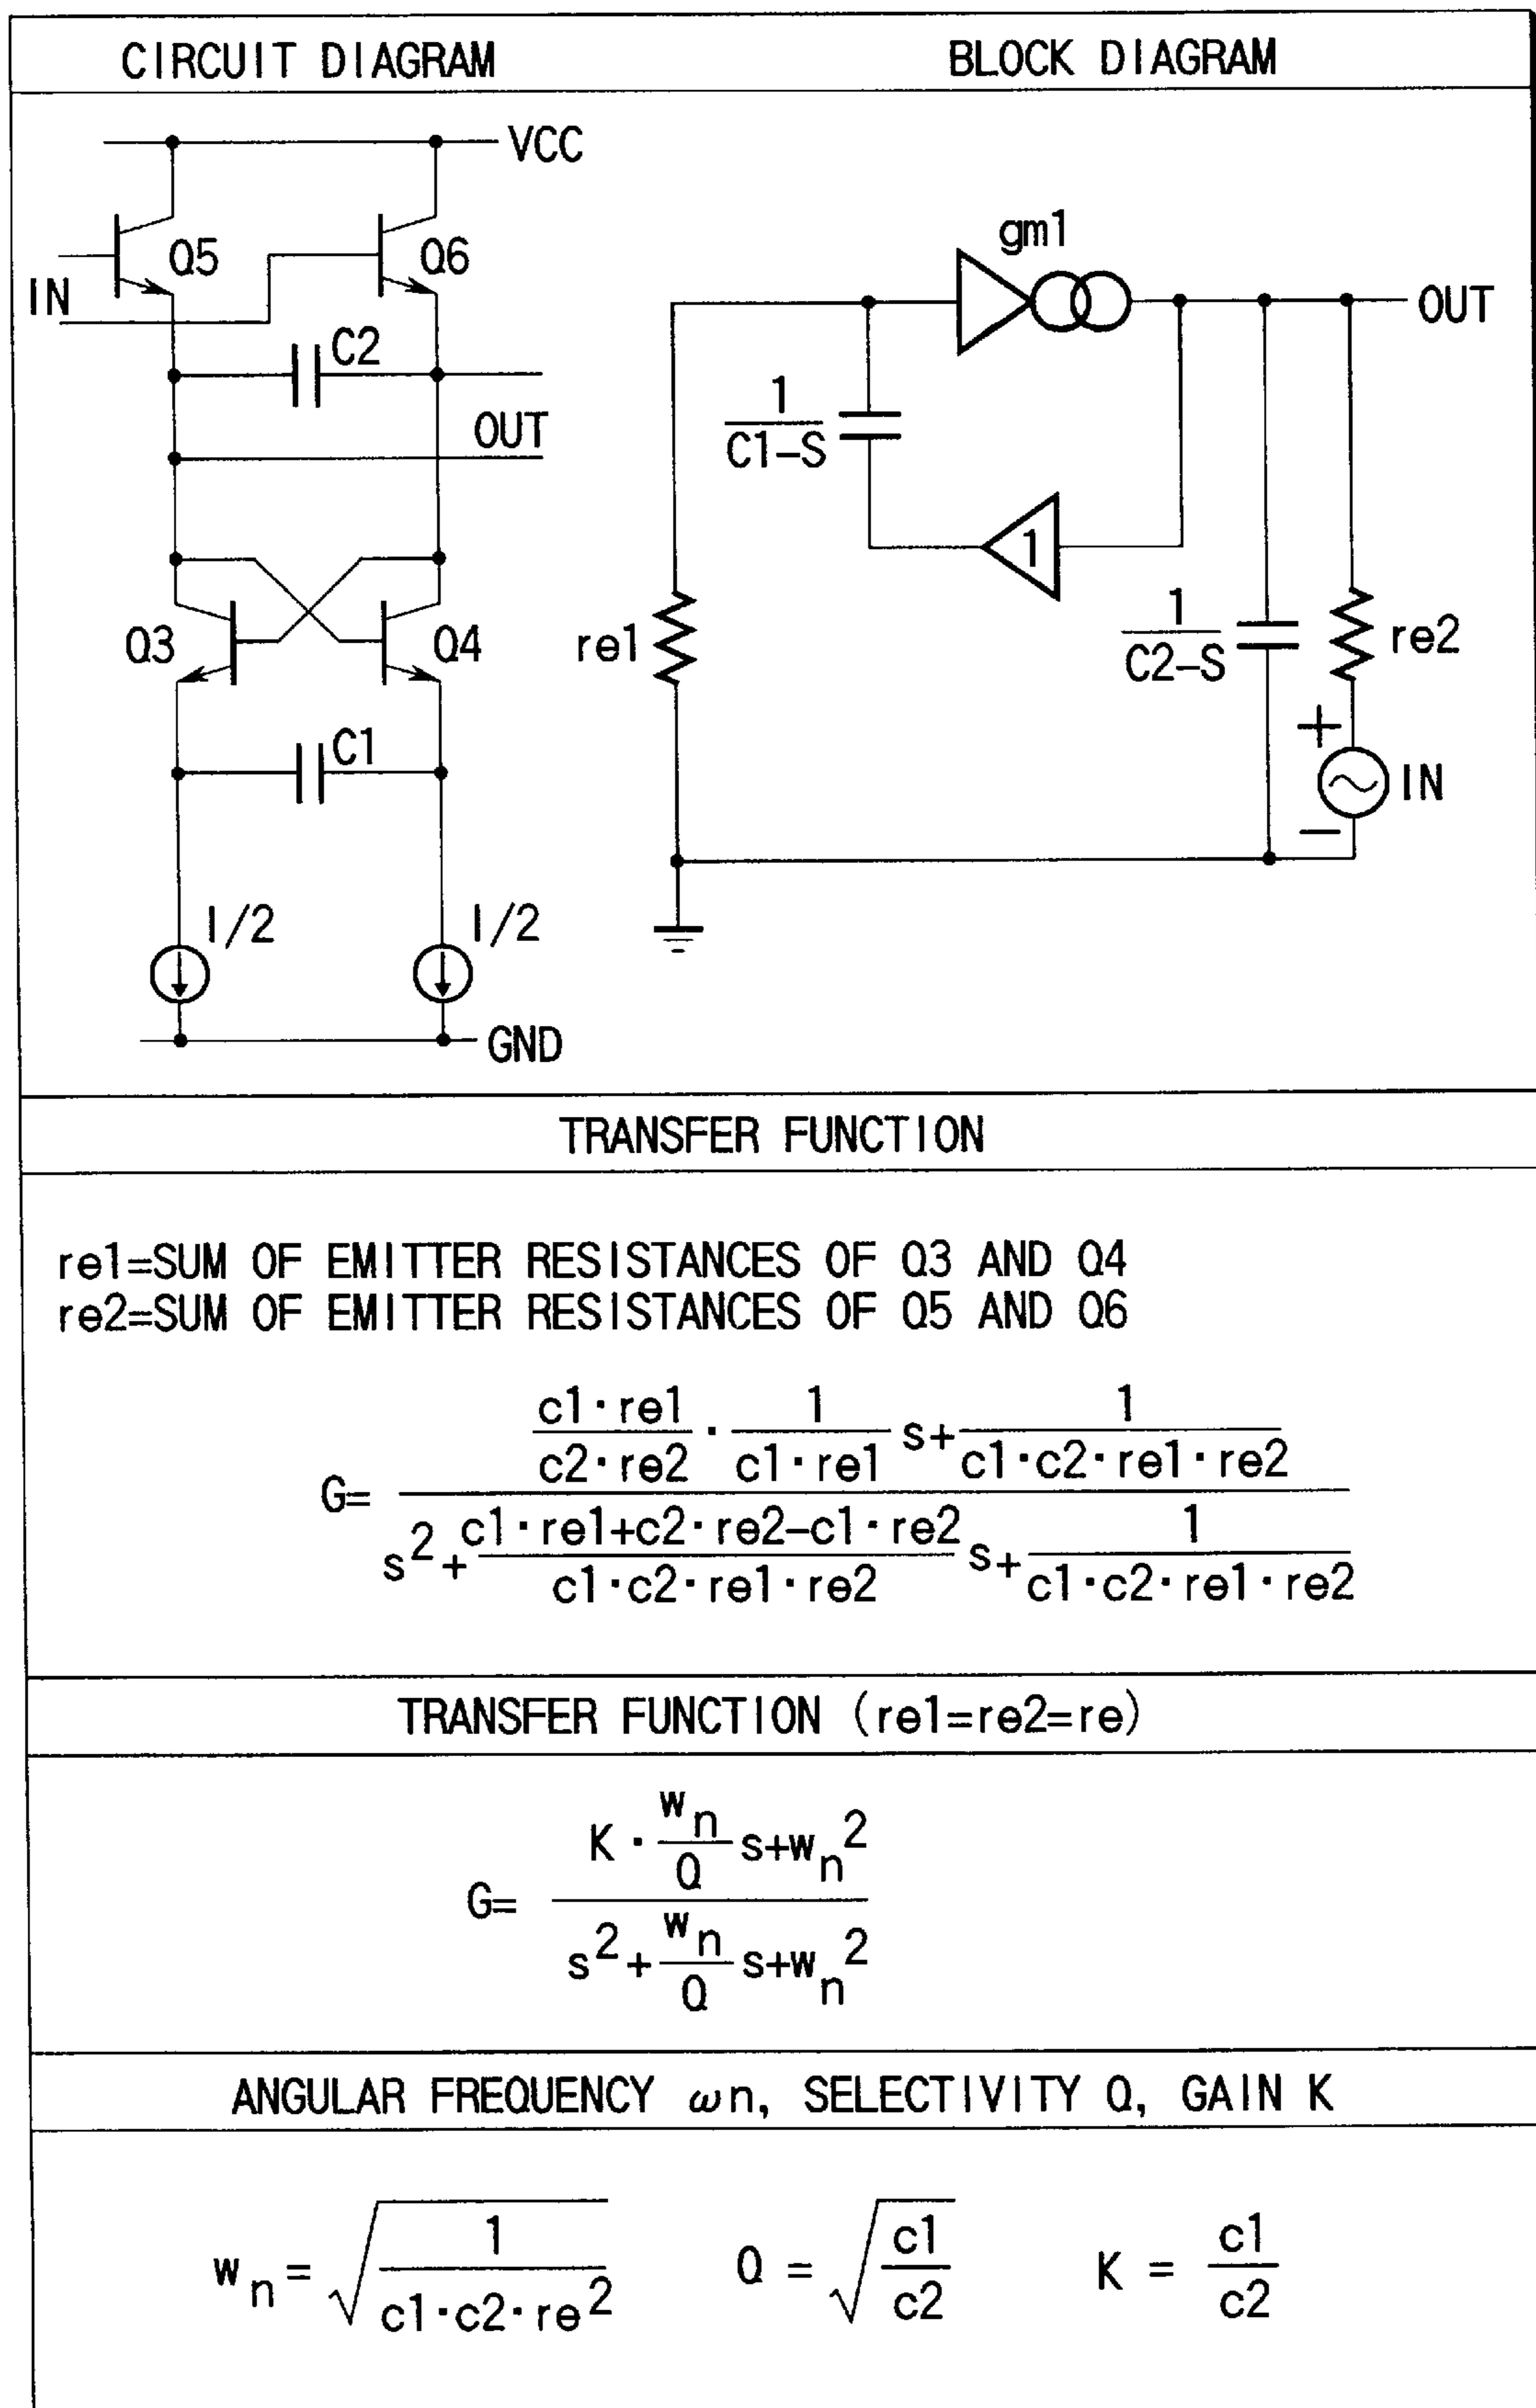 CIRCUIT DIAGRAM
BLOCK DIAGRAM
VCC
Q5
Q6
IN
C2
OUT
Q3
Q4
C1
I/2
I/2
GND
gm1
OUT
1
C1-S
1
re1
1
C2-S
re2
+
IN
−
TRANSFER FUNCTION
re1=SUM OF EMITTER RESISTANCES OF Q3 AND Q4
re2=SUM OF EMITTER RESISTANCES OF Q5 AND Q6
c1·re1 1 1
· s+
c2·re2 c1·re1 c1·c2·re1·re2
G=
c1·re1+c2·re2-c1·re2 1
s2+ s+
c1·c2·re1·re2 c1·c2·re1·re2
TRANSFER FUNCTION (re1=re2=re)
wn
K· s+wn2
Q
G=
wn
s2+ s+wn2
Q
ANGULAR FREQUENCY ωn, SELECTIVITY Q, GAIN K
1 c1 c1
wn=√ Q=√ K=
c1·c2·re2 c2 c2